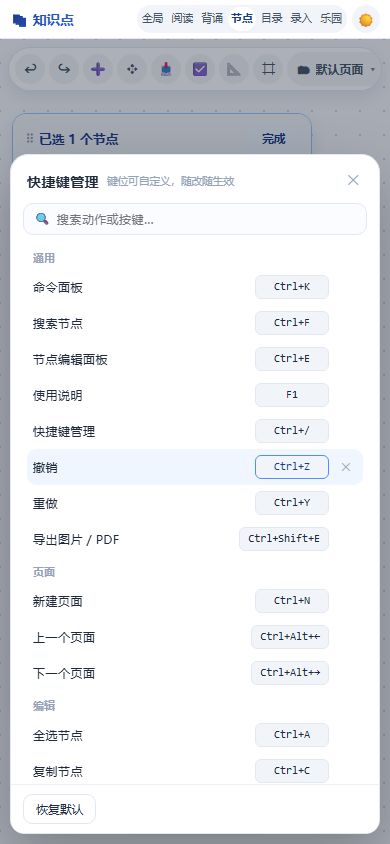 知识点
全局 阅读 背诵 节点 目录 录入 乐园
默认页面
已选 1 个节点 完成
快捷键管理 键位可自定义，随改随生效
搜索动作或按键...
通用
命令面板 Ctrl+K
搜索节点 Ctrl+F
节点编辑面板 Ctrl+E
使用说明 F1
快捷键管理 Ctrl+/
撤销 Ctrl+Z
重做 Ctrl+Y
导出图片 / PDF Ctrl+Shift+E
页面
新建页面 Ctrl+N
上一个页面 Ctrl+Alt+←
下一个页面 Ctrl+Alt+→
编辑
全选节点 Ctrl+A
复制节点 Ctrl+C
恢复默认